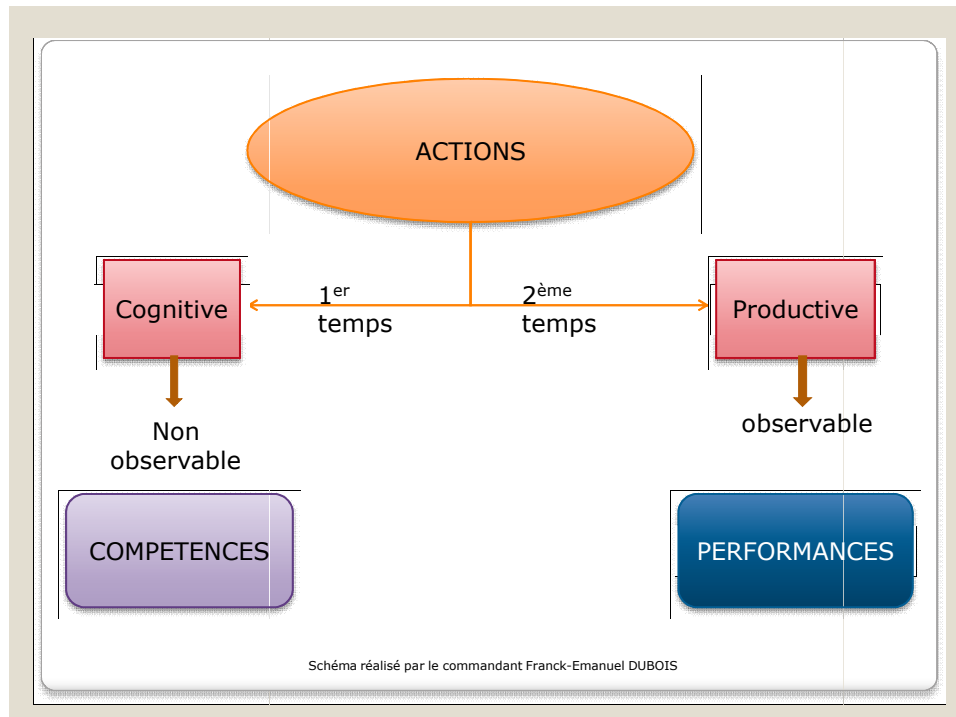 ACTIONS
Cognitive
1er
temps
2ème
temps
Productive
Non
observable
observable
COMPETENCES
PERFORMANCES
Schéma réalisé par le commandant Franck-Emanuel DUBOIS